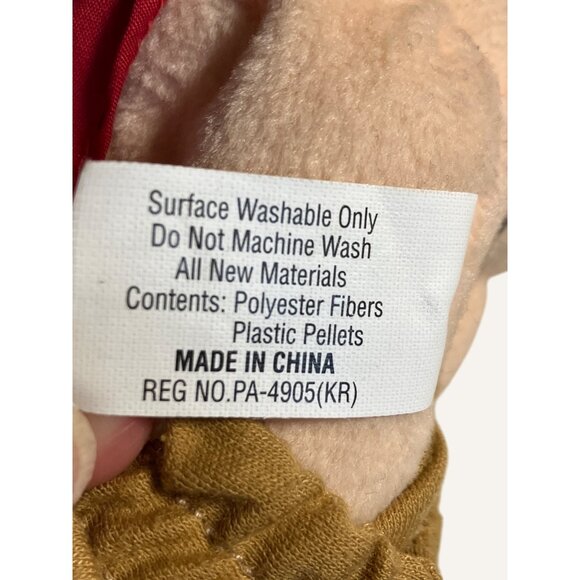 Surface Washable Only
Do Not Machine Wash
All New Materials
Contents: Polyester Fibers
Plastic Pellets
MADE IN CHINA
REG NO.PA-4905(KR)